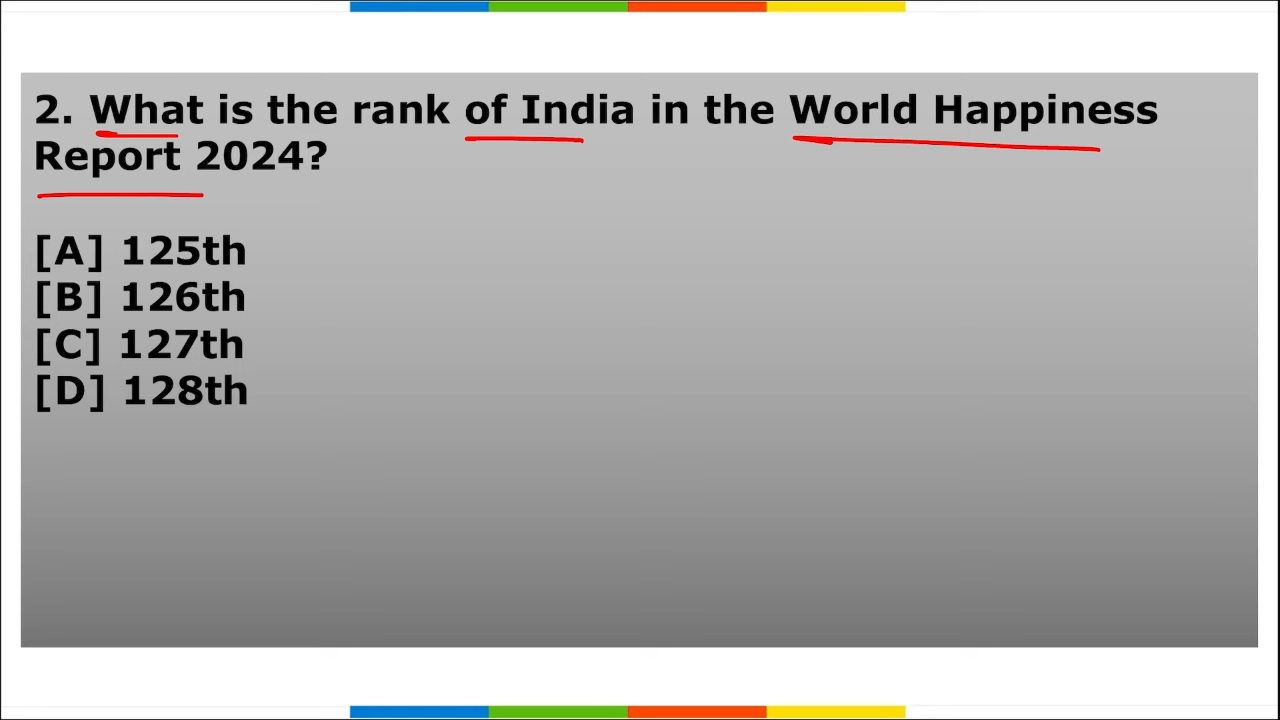 2. What is the rank of India in the World Happiness
Report 2024?
[A] 125th
[B] 126th
[C] 127th
[D] 128th